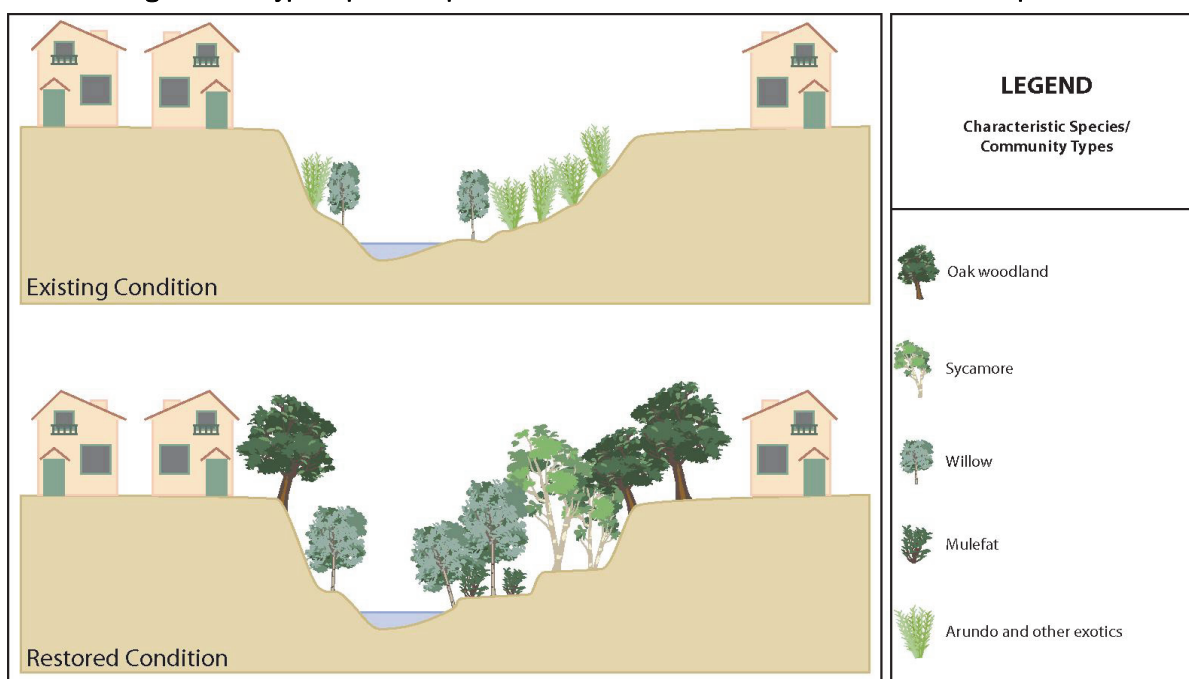 Existing Condition
Restored Condition
LEGEND
Characteristic Species/
Community Types
Oak woodland
Sycamore
Willow
Mulefat
Arundo and other exotics